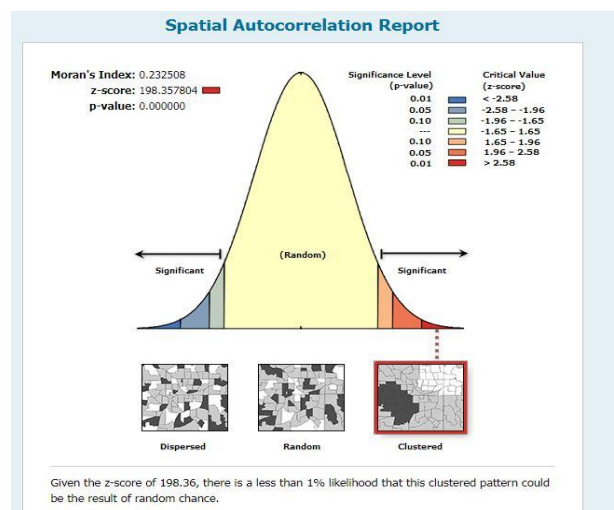 Spatial Autocorrelation Report
Moran's Index: 0.232508
z-score: 198.357804
p-value: 0.000000
Significance Level
(p-value)
Critical Value
(z-score)
0.01 < -2.58
0.05 -2.58 – -1.96
0.10 -1.96 – -1.65
--- -1.65 – 1.65
0.10 1.65 – 1.96
0.05 1.96 – 2.58
0.01 > 2.58
(Random)
Significant
Significant
Dispersed
Random
Clustered
Given the z-score of 198.36, there is a less than 1% likelihood that this clustered pattern could
be the result of random chance.